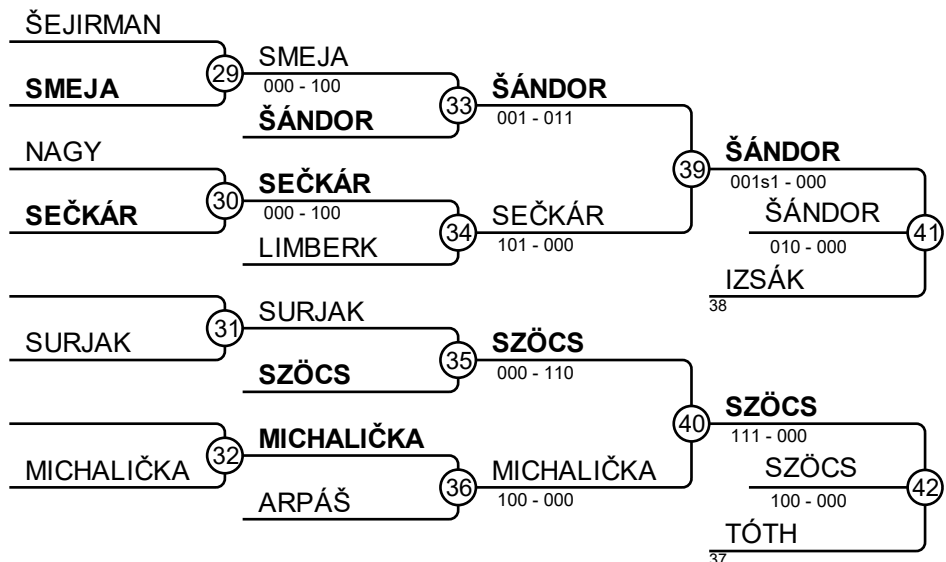 ŠEJIRMAN
29
SMEJA
000 - 100
SMEJA
33
ŠÁNDOR
001 - 011
ŠÁNDOR
NAGY
30
SEČKÁR
000 - 100
SEČKÁR
34
SEČKÁR
101 - 000
LIMBERK
39
ŠÁNDOR
001s1 - 000
ŠÁNDOR
41
010 - 000
IZSÁK
38
31
SURJAK
SURJAK
35
SZÖCS
000 - 110
SZÖCS
32
MICHALIČKA
MICHALIČKA
36
MICHALIČKA
100 - 000
ARPÁŠ
40
SZÖCS
111 - 000
SZÖCS
42
100 - 000
TÓTH
37